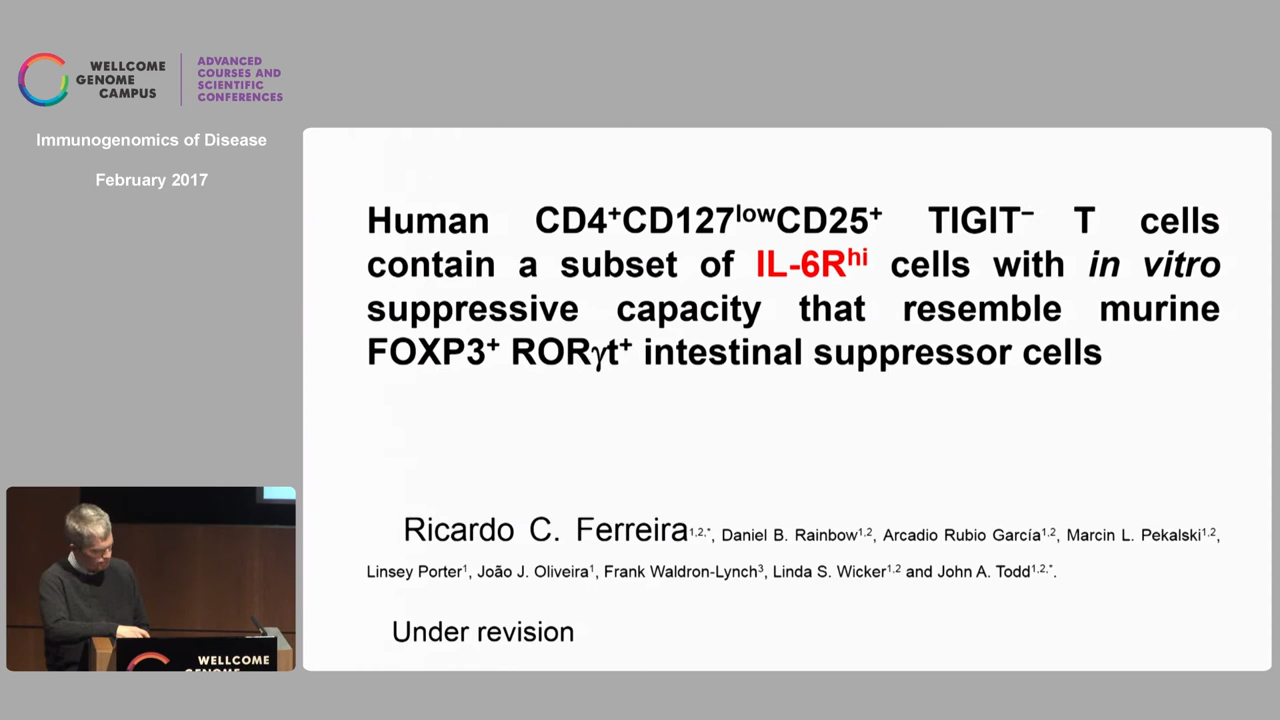 WELLCOME
GENOME
CAMPUS
ADVANCED
COURSES AND
SCIENTIFIC
CONFERENCES
Immunogenomics of Disease
February 2017
Human CD4⁺CD127ˡᵒʷCD25⁺ TIGIT⁻ T cells
contain a subset of IL-6Rʰⁱ cells with in vitro
suppressive capacity that resemble murine
FOXP3⁺ RORγt⁺ intestinal suppressor cells
Ricardo C. Ferreira¹,²,*, Daniel B. Rainbow¹,², Arcadio Rubio García¹,², Marcin L. Pekalski¹,²,
Linsey Porter¹, João J. Oliveira¹, Frank Waldron-Lynch³, Linda S. Wicker¹,² and John A. Todd¹,²,*.
Under revision
WELLCOME
GENOME